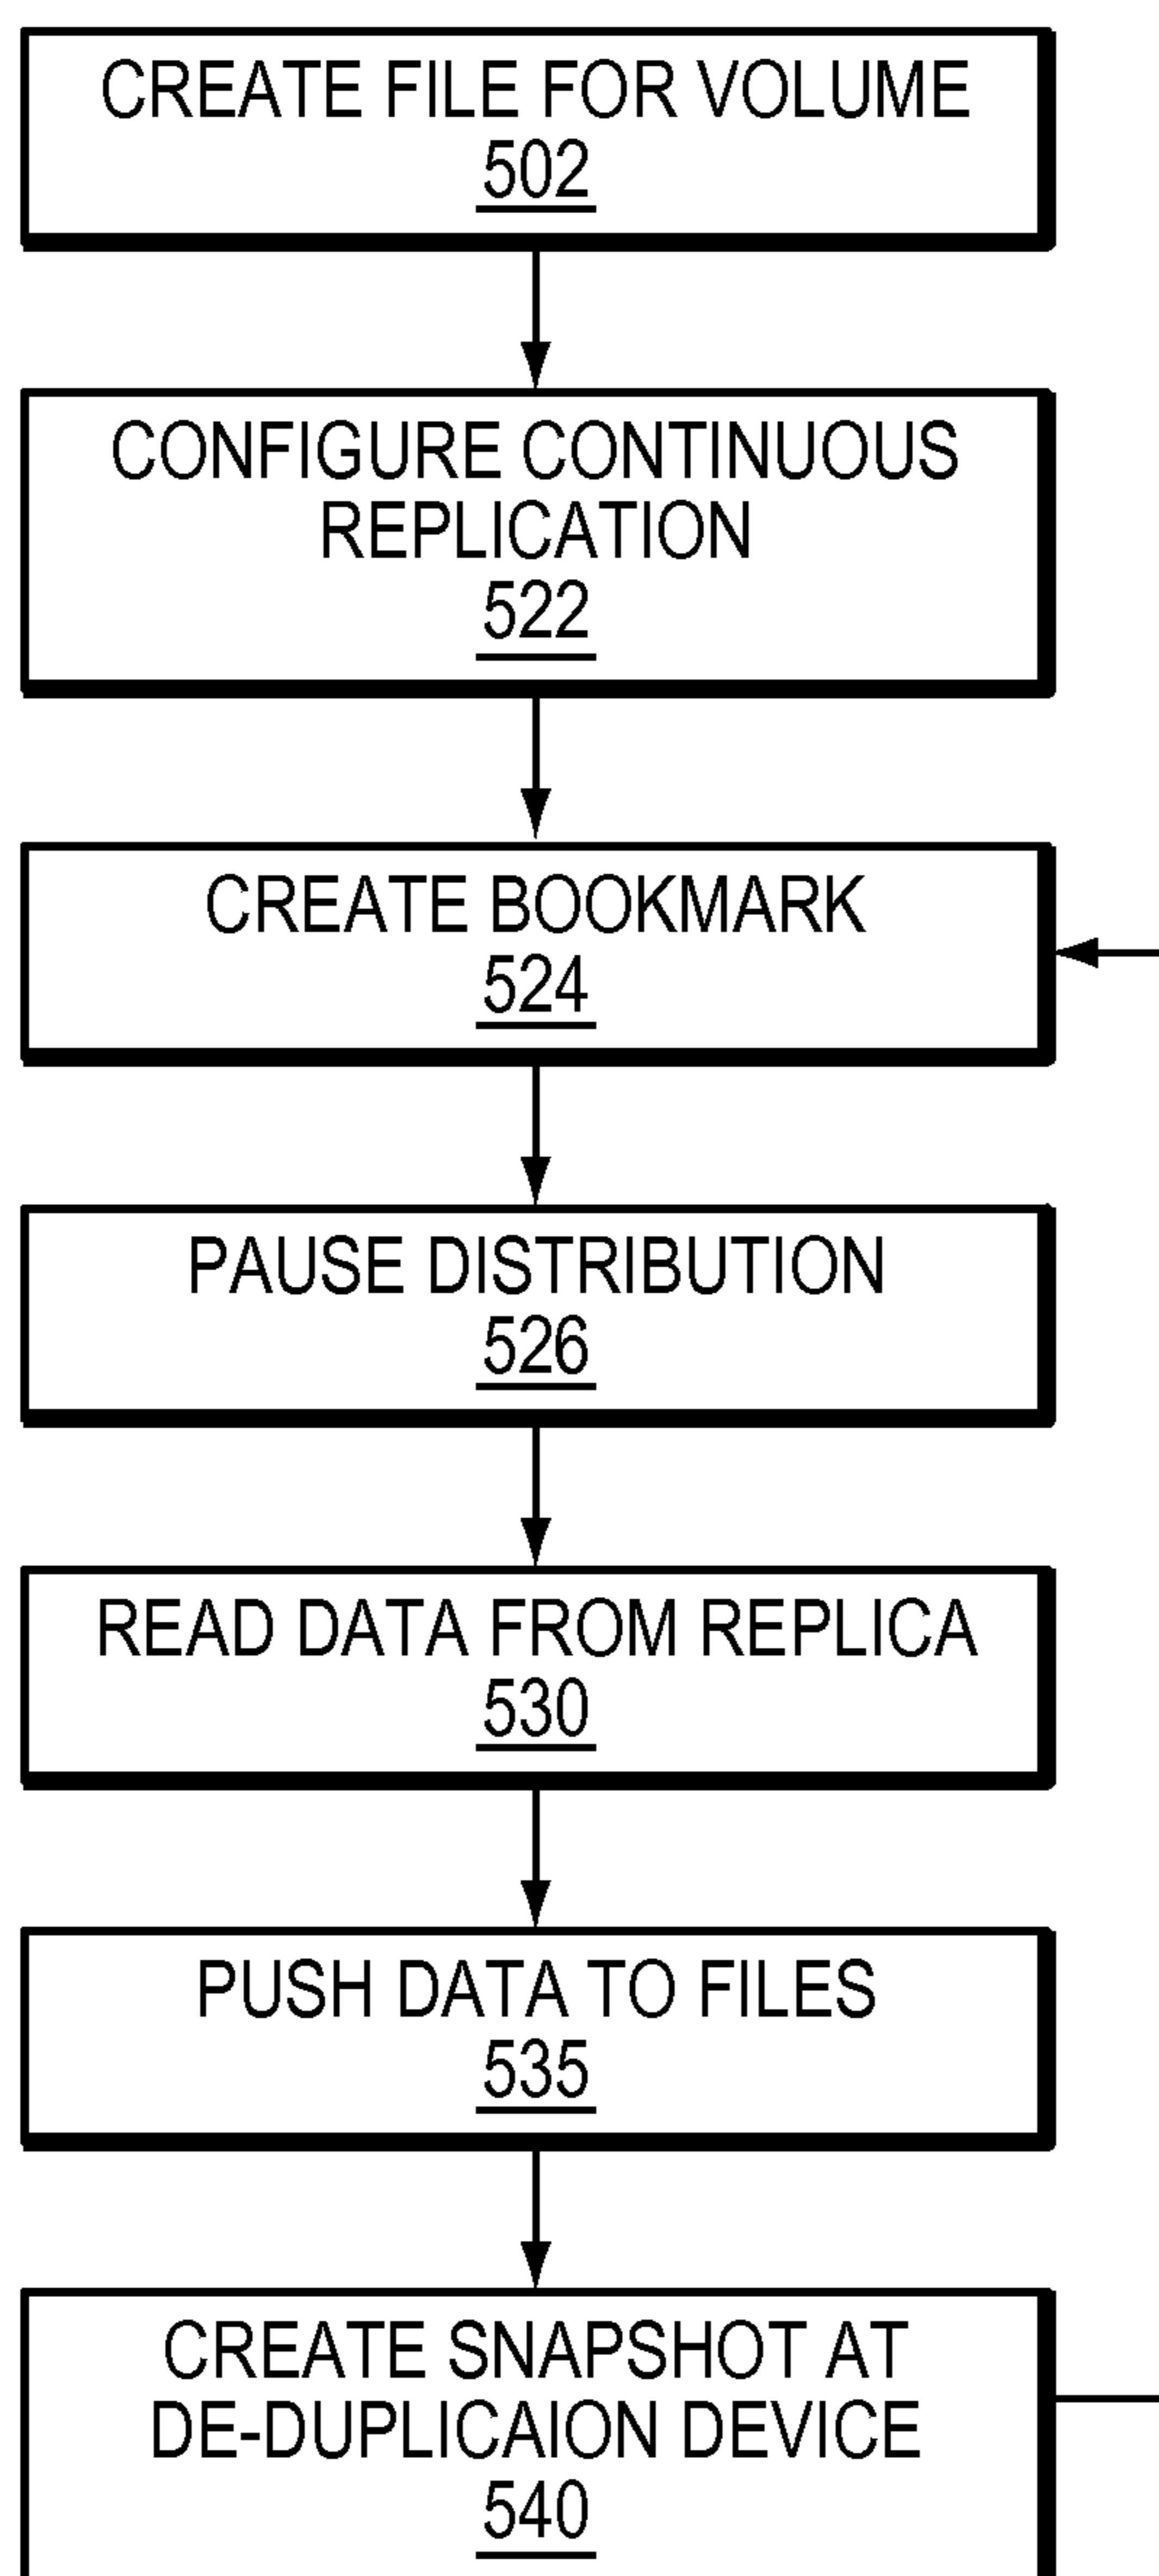 CREATE FILE FOR VOLUME
502
CONFIGURE CONTINUOUS
REPLICATION
522
CREATE BOOKMARK
524
PAUSE DISTRIBUTION
526
READ DATA FROM REPLICA
530
PUSH DATA TO FILES
535
CREATE SNAPSHOT AT
DE-DUPLICAION DEVICE
540